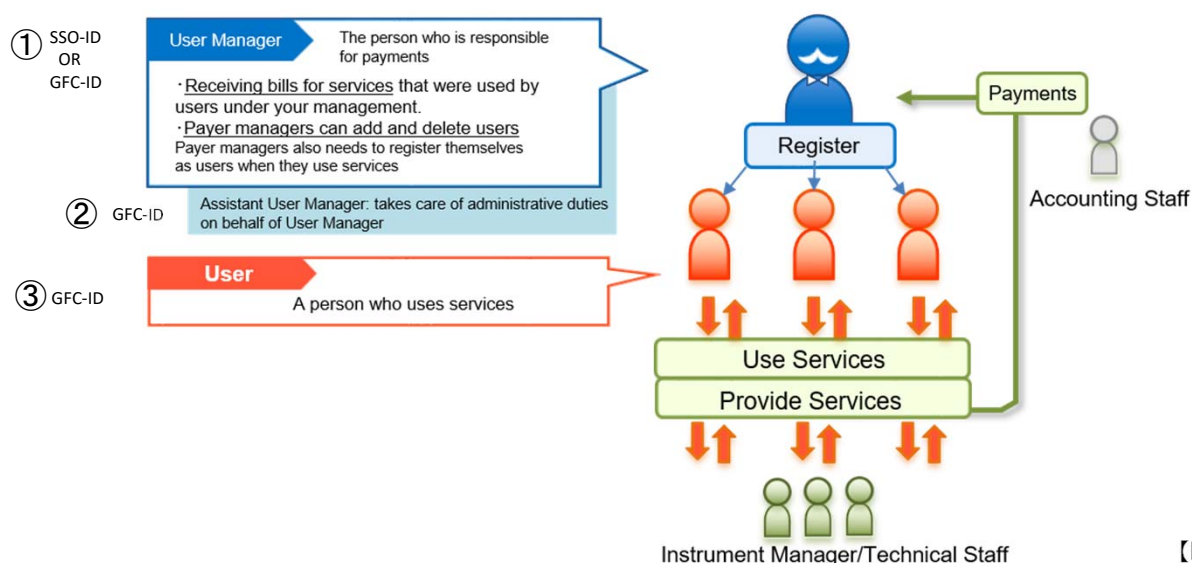 ① SSO-ID
OR
GFC-ID
User Manager
The person who is responsible
for payments
・Receiving bills for services that were used by
users under your management.
・Payer managers can add and delete users
Payer managers also needs to register themselves
as users when they use services
② GFC-ID
Assistant User Manager: takes care of administrative duties
on behalf of User Manager
③ GFC-ID
User
A person who uses services
Register
Payments
Accounting Staff
Use Services
Provide Services
Instrument Manager/Technical Staff
【